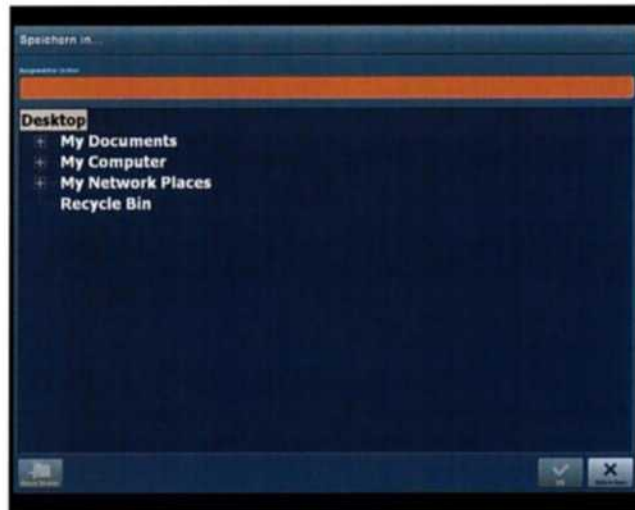 Speichern in...
Desktop
My Documents
My Computer
My Network Places
Recycle Bin